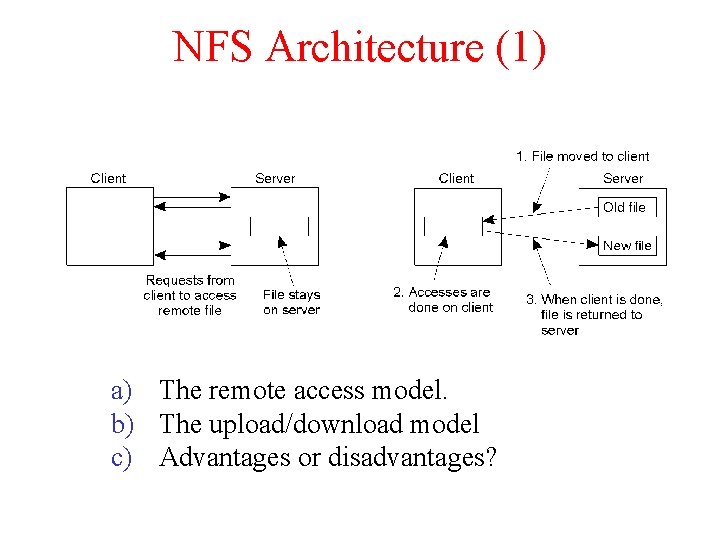 NFS Architecture (1)
Client
Server
Requests from
client to access
remote file
File stays
on server
1. File moved to client
Client
Server
Old file
New file
2. Accesses are
done on client
3. When client is done,
file is returned to
server
a) The remote access model.
b) The upload/download model
c) Advantages or disadvantages?